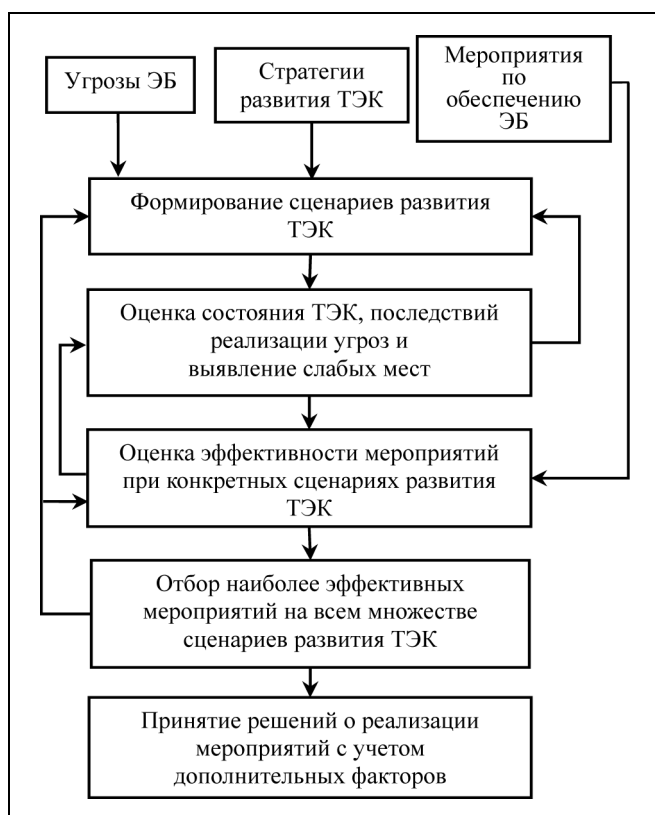 Угрозы ЭБ
Стратегии
развития ТЭК
Мероприятия
по
обеспечению
ЭБ
Формирование сценариев развития
ТЭК
Оценка состояния ТЭК, последствий
реализации угроз и
выявление слабых мест
Оценка эффективности мероприятий
при конкретных сценариях развития
ТЭК
Отбор наиболее эффективных
мероприятий на всем множестве
сценариев развития ТЭК
Принятие решений о реализации
мероприятий с учетом
дополнительных факторов